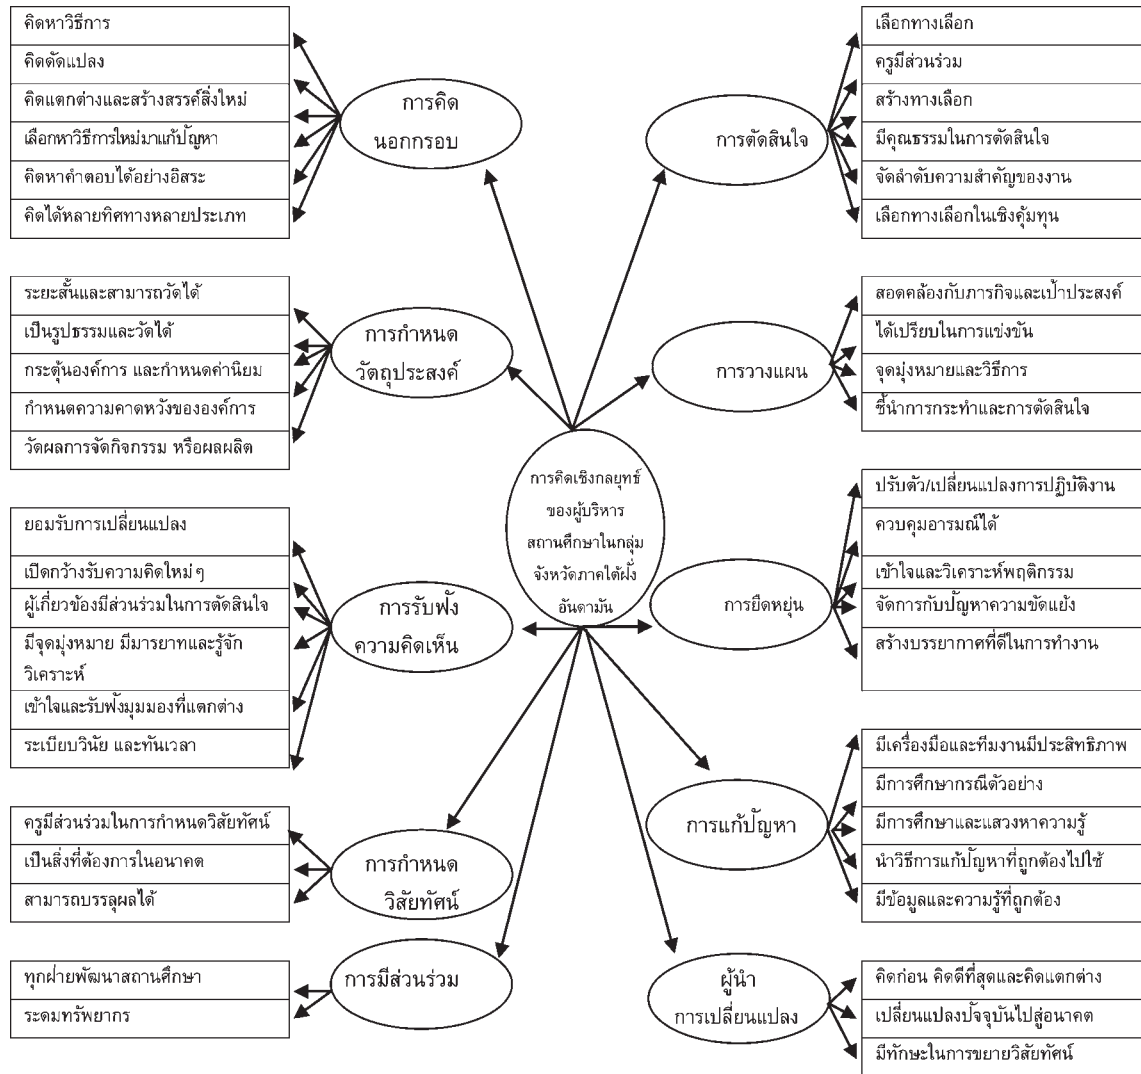 คิดหาวิธีการ
คิดดัดแปลง
คิดแตกต่างและสร้างสรรค์สิ่งใหม่
เลือกหาวิธีการใหม่มาแก้ปัญหา
คิดหาคำตอบได้อย่างอิสระ
คิดได้หลายทิศทางหลายประเภท
การคิด
นอกกรอบ
การตัดสินใจ
เลือกทางเลือก
ครูมีส่วนร่วม
สร้างทางเลือก
มีคุณธรรมในการตัดสินใจ
จัดลำดับความสำคัญของงาน
เลือกทางเลือกในเชิงคุ้มทุน
ระยะสั้นและสามารถวัดได้
เป็นรูปธรรมและวัดได้
กระตุ้นองค์การ และกำหนดค่านิยม
กำหนดความคาดหวังขององค์การ
วัดผลการจัดกิจกรรม หรือผลผลิต
การกำหนด
วัตถุประสงค์
การวางแผน
สอดคล้องกับภารกิจและเป้าประสงค์
ได้เปรียบในการแข่งขัน
จุดมุ่งหมายและวิธีการ
ชี้นำการกระทำและการตัดสินใจ
การคิดเชิงกลยุทธ์
ของผู้บริหาร
สถานศึกษาในกลุ่ม
จังหวัดภาคใต้ฝั่ง
อันดามัน
ยอมรับการเปลี่ยนแปลง
เปิดกว้างรับความคิดใหม่ๆ
ผู้เกี่ยวข้องมีส่วนร่วมในการตัดสินใจ
มีจุดมุ่งหมาย มีมารยาทและรู้จัก
วิเคราะห์
เข้าใจและรับฟังมุมมองที่แตกต่าง
ระเบียบวินัย และทันเวลา
การรับฟัง
ความคิดเห็น
การยืดหยุ่น
ปรับตัว/เปลี่ยนแปลงการปฏิบัติงาน
ควบคุมอารมณ์ได้
เข้าใจและวิเคราะห์พฤติกรรม
จัดการกับปัญหาความขัดแย้ง
สร้างบรรยากาศที่ดีในการทำงาน
ครูมีส่วนร่วมในการกำหนดวิสัยทัศน์
เป็นสิ่งที่ต้องการในอนาคต
สามารถบรรลุผลได้
การกำหนด
วิสัยทัศน์
การแก้ปัญหา
มีเครื่องมือและทีมงานมีประสิทธิภาพ
มีการศึกษากรณีตัวอย่าง
มีการศึกษาและแสวงหาความรู้
นำวิธีการแก้ปัญหาที่ถูกต้องไปใช้
มีข้อมูลและความรู้ที่ถูกต้อง
ทุกฝ่ายพัฒนาสถานศึกษา
ระดมทรัพยากร
การมีส่วนร่วม
ผู้นำ
การเปลี่ยนแปลง
คิดก่อน คิดดีที่สุดและคิดแตกต่าง
เปลี่ยนแปลงปัจจุบันไปสู่อนาคต
มีทักษะในการขยายวิสัยทัศน์